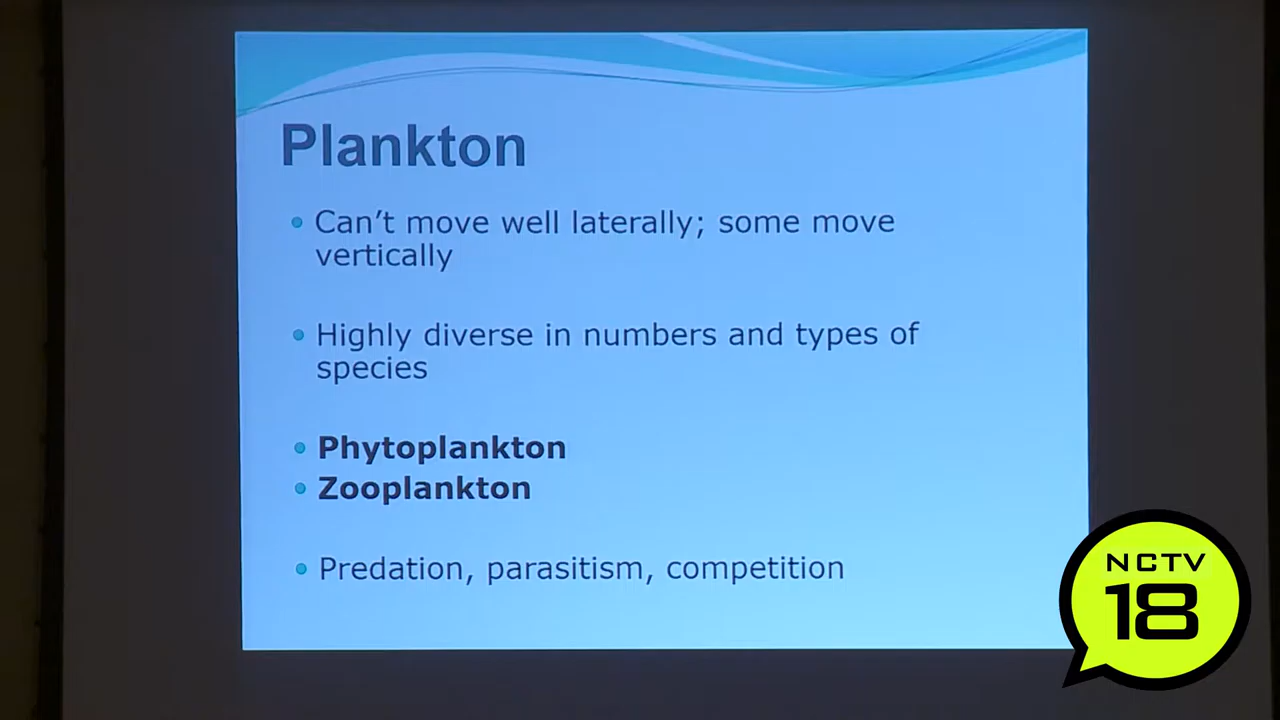 Plankton
Can't move well laterally; some move
vertically
Highly diverse in numbers and types of
species
Phytoplankton
Zooplankton
Predation, parasitism, competition
NCTV
18